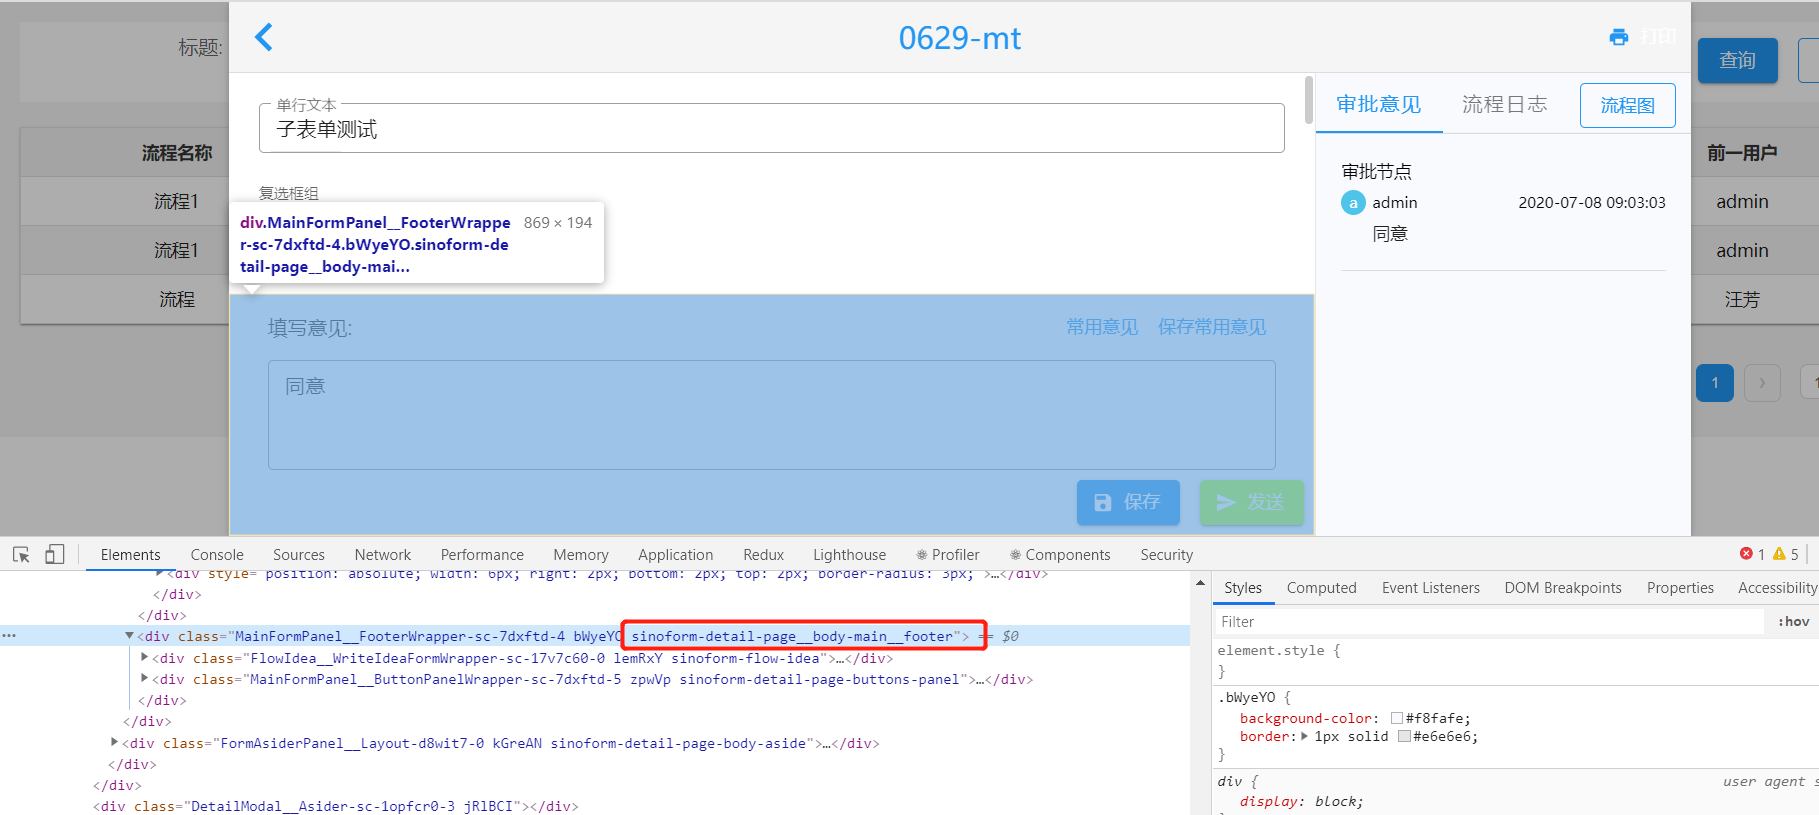 标题:
0629-mt
打印
查询
单行文本
子表单测试
审批意见
流程日志
流程图
流程名称
前一用户
审批节点
复选框组
流程1
a
admin
2020-07-08 09:03:03
admin
div.MainFormPanel__FooterWrappe
r-sc-7dxftd-4.bWyeYO.sinoform-de
tail-page__body-mai...
869 × 194
同意
流程1
admin
流程
汪芳
填写意见:
常用意见
保存常用意见
同意
1
保存
发送
Elements
Console
Sources
Network
Performance
Memory
Application
Redux
Lighthouse
Profiler
Components
Security
1
5
<div style= position: absolute; width: 6px; right: 2px; bottom: 2px; top: 2px; border-radius: 3px; >…</div>
</div>
</div>
<div class="MainFormPanel__FooterWrapper-sc-7dxftd-4 bWyeYO sinoform-detail-page__body-main__footer"> == $0
<div class="FlowIdea__WriteIdeaFormWrapper-sc-17v7c60-0 lemRxY sinoform-flow-idea">…</div>
<div class="MainFormPanel__ButtonPanelWrapper-sc-7dxftd-5 zpwVp sinoform-detail-page-buttons-panel">…</div>
</div>
</div>
<div class="FormAsiderPanel__Layout-d8wit7-0 kGreAN sinoform-detail-page-body-aside">…</div>
</div>
</div>
<div class="DetailModal__Asider-sc-1opfcr0-3 jRlBCI"></div>
Styles
Computed
Event Listeners
DOM Breakpoints
Properties
Accessibility
Filter
:hov
element.style {
}
.bWyeYO {
background-color: #f8fafe;
border: 1px solid #e6e6e6;
}
div {
user agent s
display: block;